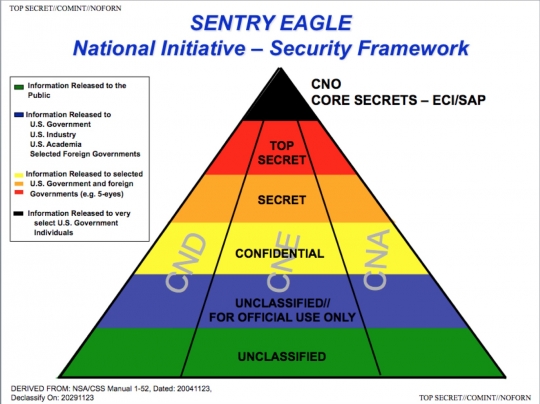 TOP SECRET//COMINT//NOFORN
SENTRY EAGLE
National Initiative – Security Framework
Information Released to the
Public
Information Released to
U.S. Government
U.S. Industry
U.S. Academia
Selected Foreign Governments
Information Released to selected
U.S. Government and foreign
Governments (e.g. 5-eyes)
Information Released to very
select U.S. Government
Individuals
CNO
CORE SECRETS – ECI/SAP
TOP
SECRET
SECRET
CONFIDENTIAL
CND
CNE
CNA
UNCLASSIFIED//
FOR OFFICIAL USE ONLY
UNCLASSIFIED
DERIVED FROM: NSA/CSS Manual 1-52, Dated: 20041123,
Declassify On: 20291123
TOP SECRET//COMINT//NOFORN